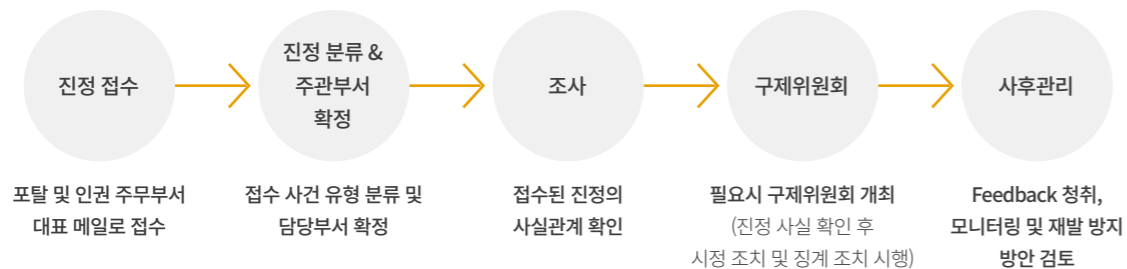 진정 접수
진정 분류 &
주관부서
확정
조사
구제위원회
사후관리
포탈 및 인권 주무부서
대표 메일로 접수
접수 사건 유형 분류 및
담당부서 확정
접수된 진정의
사실관계 확인
필요시 구제위원회 개최
(진정 사실 확인 후
시정 조치 및 징계 조치 시행)
Feedback 청취,
모니터링 및 재발 방지
방안 검토